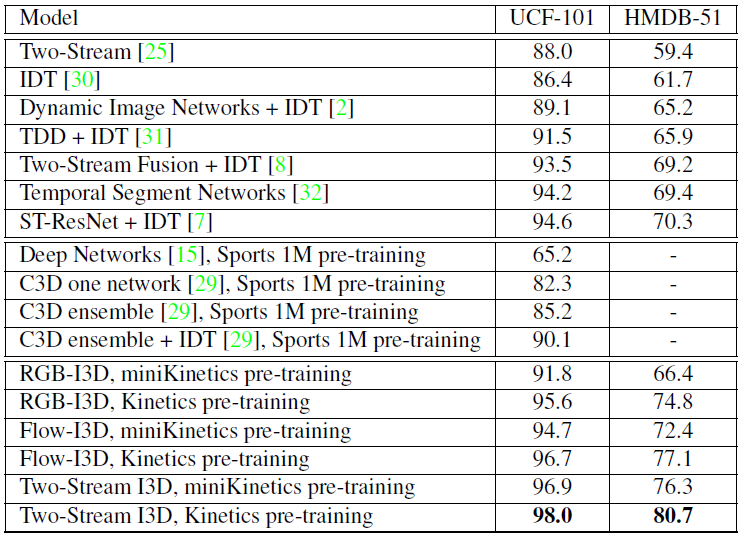 Model UCF-101 HMDB-51
Two-Stream [25] 88.0 59.4
IDT [30] 86.4 61.7
Dynamic Image Networks + IDT [2] 89.1 65.2
TDD + IDT [31] 91.5 65.9
Two-Stream Fusion + IDT [8] 93.5 69.2
Temporal Segment Networks [32] 94.2 69.4
ST-ResNet + IDT [7] 94.6 70.3
Deep Networks [15], Sports 1M pre-training 65.2 -
C3D one network [29], Sports 1M pre-training 82.3 -
C3D ensemble [29], Sports 1M pre-training 85.2 -
C3D ensemble + IDT [29], Sports 1M pre-training 90.1 -
RGB-I3D, miniKinetics pre-training 91.8 66.4
RGB-I3D, Kinetics pre-training 95.6 74.8
Flow-I3D, miniKinetics pre-training 94.7 72.4
Flow-I3D, Kinetics pre-training 96.7 77.1
Two-Stream I3D, miniKinetics pre-training 96.9 76.3
Two-Stream I3D, Kinetics pre-training 98.0 80.7